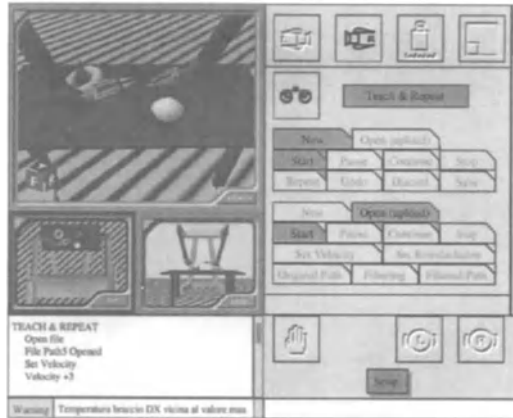 Teach & Repeat
New Open (upload)
Start Pause Continue Stop
Repeat Undo Discard Save
New Open (upload)
Start Pause Continue Stop
Set Velocity Set
Original Path Filtering Filtered Path
TEACH & REPEAT
Open file
File Path5 Opened
Set Velocity
Velocity +3
Setup
Warning Temperatura braccio DX vicina al valore max